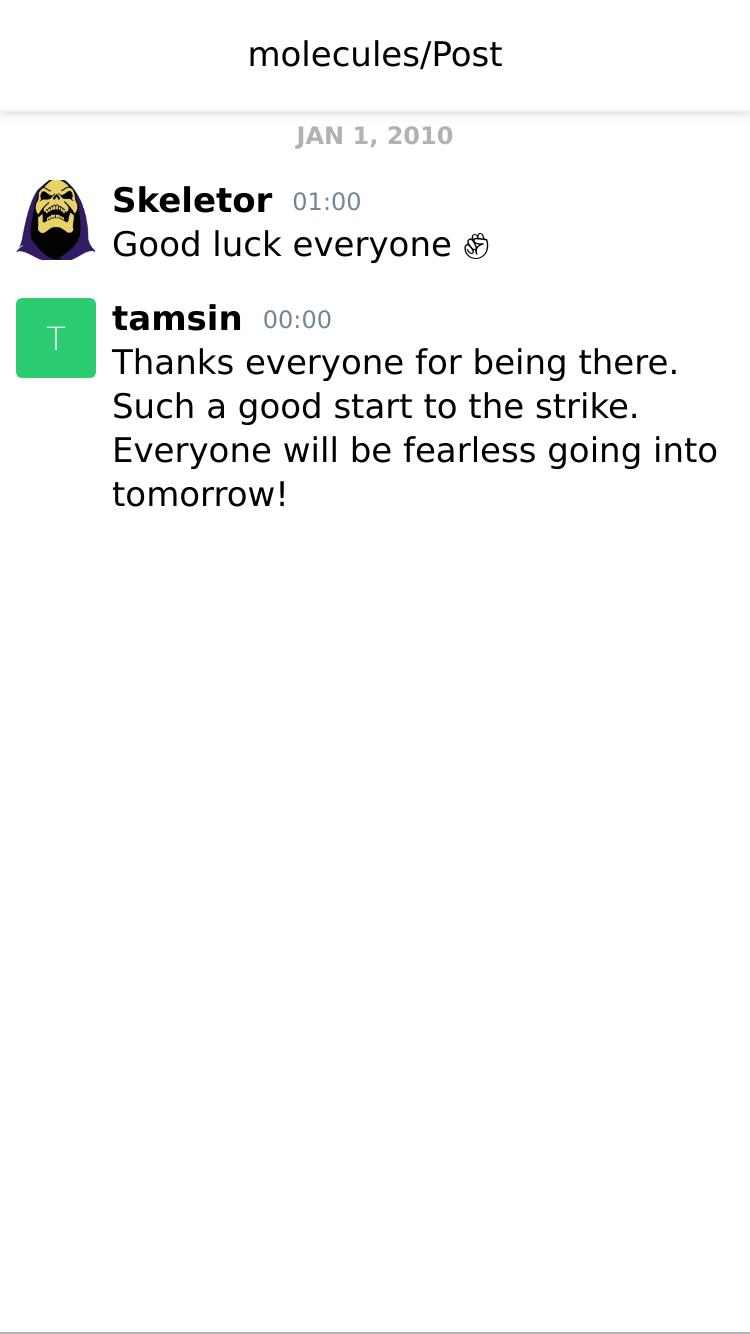 molecules/Post
JAN 1, 2010
Skeletor 01:00
Good luck everyone ✊
T
tamsin 00:00
Thanks everyone for being there.
Such a good start to the strike.
Everyone will be fearless going into
tomorrow!